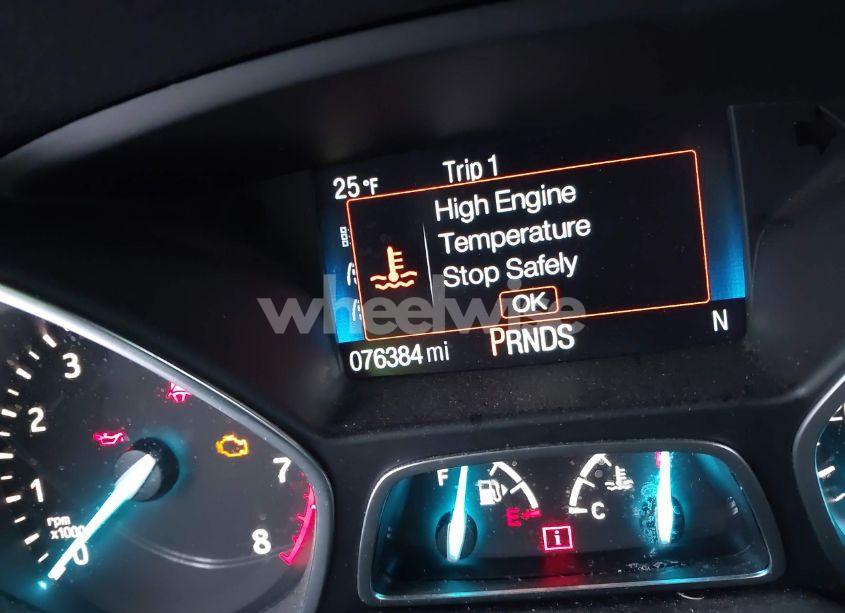 25 °F
Trip 1
High Engine
Temperature
Stop Safely
OK
wheelwise
076384 mi
PRNDS
N
3
2
1
0
rpm
x1000
7
8
F
E
C
i